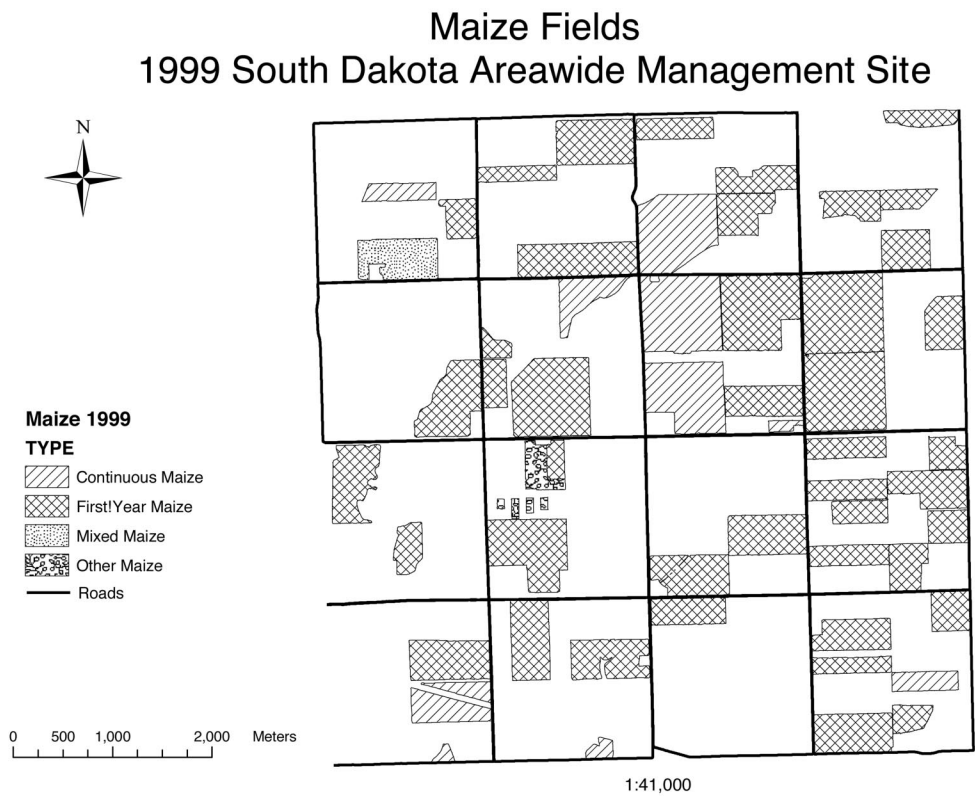 Maize Fields
1999 South Dakota Areawide Management Site
N
Maize 1999
TYPE
Continuous Maize
First!Year Maize
Mixed Maize
Other Maize
Roads
0 500 1,000 2,000 Meters
1:41,000